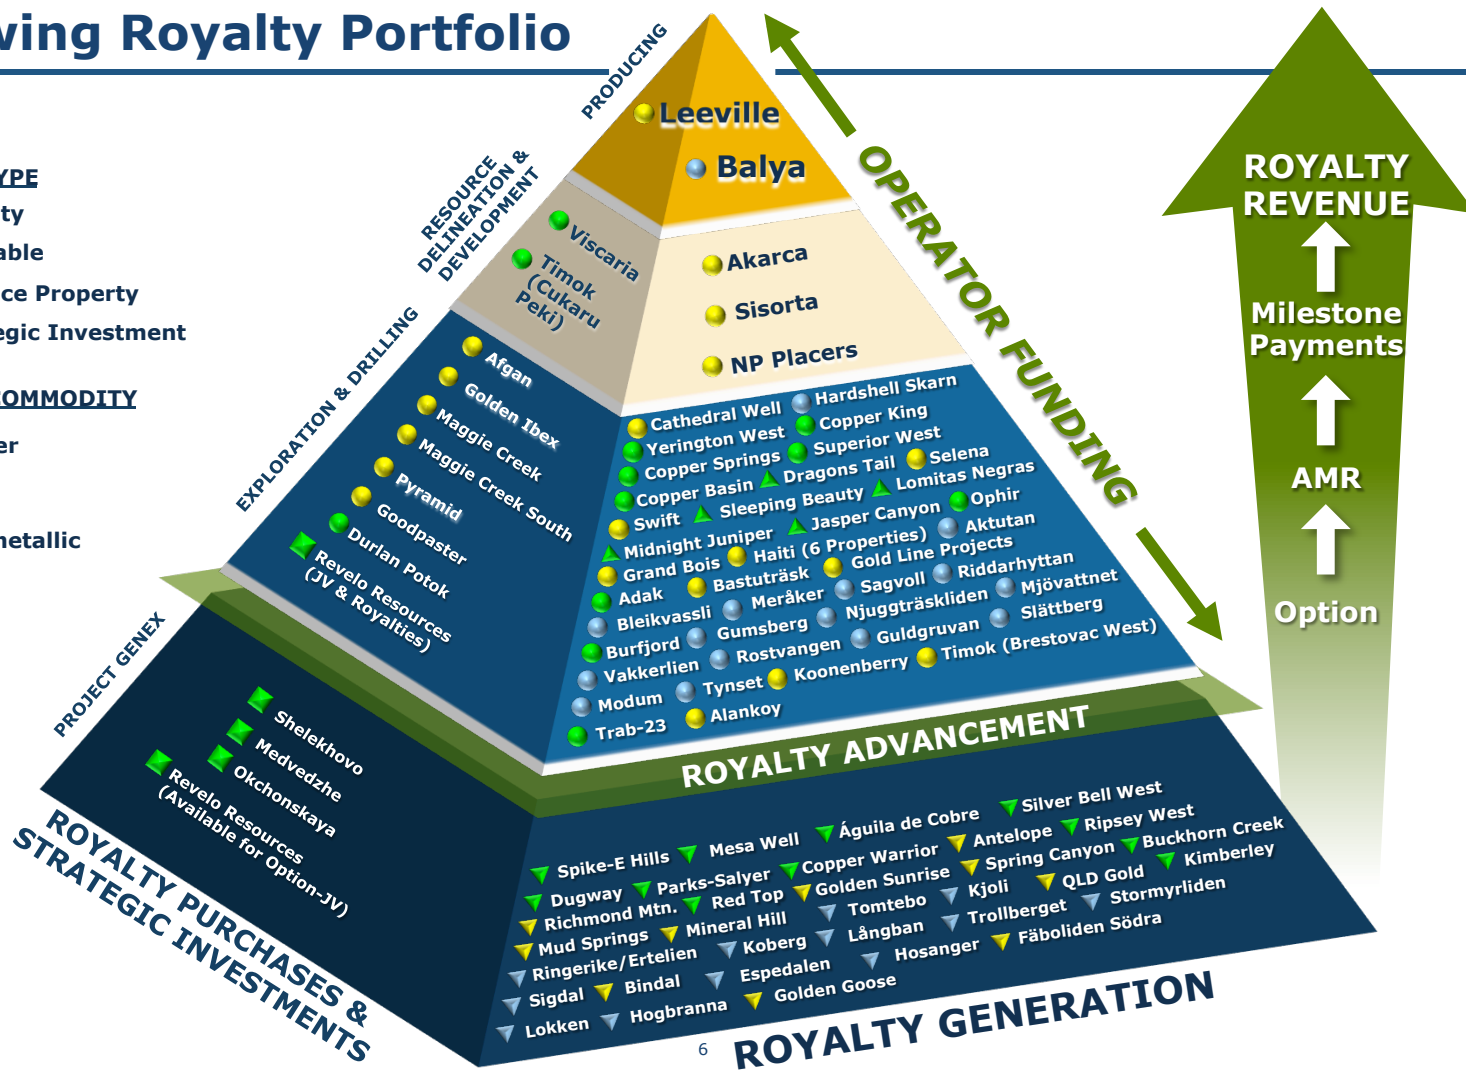 wing Royalty Portfolio
YPE
ty
able
ce Property
egic Investment
COMMODITY
er
netallic
PRODUCING
RESOURCE
DELINEATION &
DEVELOPMENT
EXPLORATION & DRILLING
PROJECT GENEX
Leeville
Balya
Viscaria
Timok
(Cukaru
Peki)
Akarca
Sisorta
NP Placers
Afgan
Golden Ibex
Maggie Creek
Maggie Creek South
Pyramid
Goodpaster
Durlan Potok
Revelo Resources
(JV & Royalties)
Cathedral Well Hardshell Skarn
Yerington West Copper King
Copper Springs Superior West
Copper Basin Dragons Tail Selena
Swift Sleeping Beauty Lomitas Negras
Midnight Juniper Jasper Canyon Ophir
Grand Bois Haiti (6 Properties) Aktutan
Adak Bastuträsk Gold Line Projects
Bleikvassli Meråker Sagvoll Riddarhyttan
Burfjord Gumsberg Njuggträskliden Mjövattnet
Vakkerlien Rostvangen Guldgruvan Slättberg
Modum Tynset Koonenberry Timok (Brestovac West)
Trab-23 Alankoy
ROYALTY ADVANCEMENT
Shelekhovo
Medvedzhe
Okchonskaya
Revelo Resources
(Available for Option-JV)
Spike-E Hills Mesa Well Águila de Cobre Silver Bell West
Dugway Parks-Salyer Copper Warrior Antelope Ripsey West
Richmond Mtn. Red Top Golden Sunrise Spring Canyon Buckhorn Creek
Mud Springs Mineral Hill Tomtebo Kjoli QLD Gold Kimberley
Ringerike/Ertelien Koberg Långban Trollberget Stormyrliden
Sigdal Bindal Espedalen Hosanger Fäboliden Södra
Lokken Hogbranna Golden Goose
ROYALTY PURCHASES &
STRATEGIC INVESTMENTS
ROYALTY GENERATION
OPERATOR FUNDING
ROYALTY
REVENUE
Milestone
Payments
AMR
Option
6